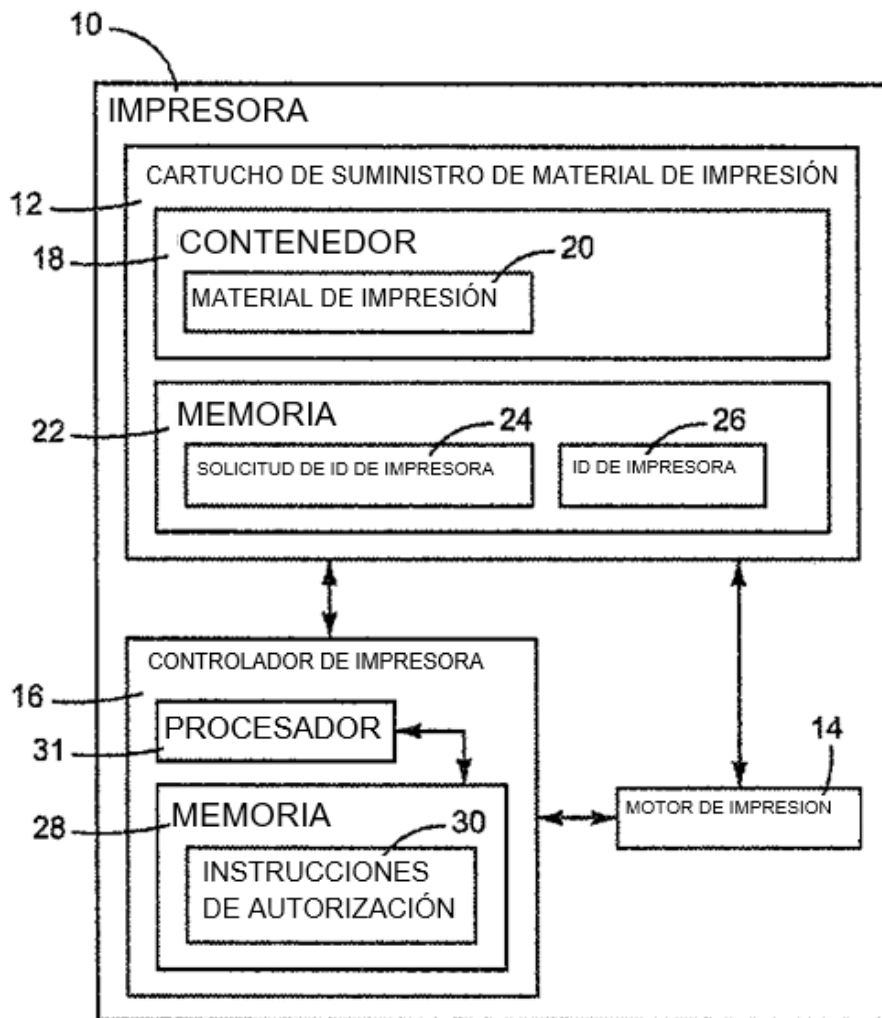 10
IMPRESORA
CARTUCHO DE SUMINISTRO DE MATERIAL DE IMPRESIÓN
12
CONTENEDOR
18
20
MATERIAL DE IMPRESIÓN
MEMORIA
22
24
26
SOLICITUD DE ID DE IMPRESORA
ID DE IMPRESORA
CONTROLADOR DE IMPRESORA
16
PROCESADOR
31
14
MOTOR DE IMPRESION
MEMORIA
28
30
INSTRUCCIONES
DE AUTORIZACIÓN